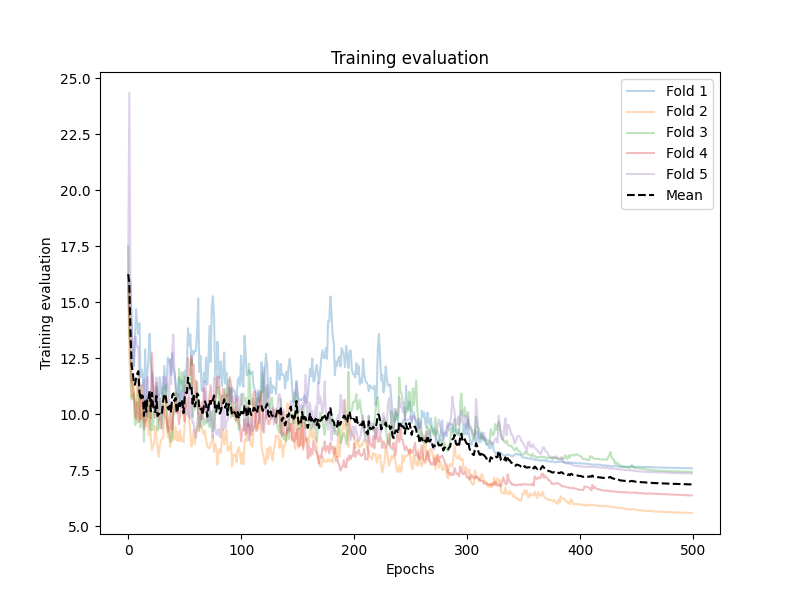 Training evaluation
25.0
22.5
20.0
17.5
15.0
12.5
10.0
7.5
5.0
Training evaluation
0
100
200
300
400
500
Epochs
Fold 1
Fold 2
Fold 3
Fold 4
Fold 5
Mean